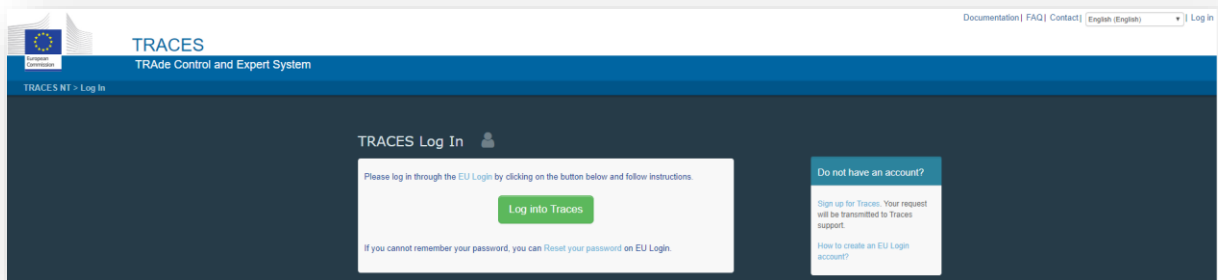 Documentation| FAQ| Contact| English (English) | Log in
TRACES
European
Commission
TRAde Control and Expert System
TRACES NT > Log In
TRACES Log In
Please log in through the EU Login by clicking on the button below and follow instructions.
Log into Traces
If you cannot remember your password, you can Reset your password on EU Login.
Do not have an account?
Sign up for Traces. Your request
will be transmitted to Traces
support.
How to create an EU Login
account?